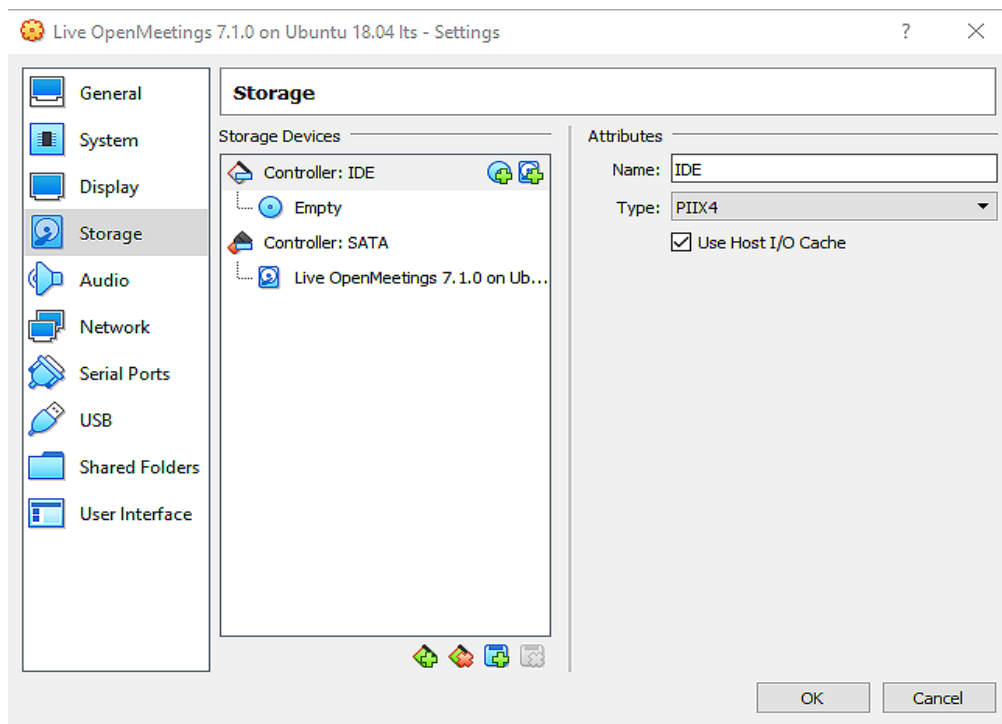 Live OpenMeetings 7.1.0 on Ubuntu 18.04 lts - Settings
?
General
System
Display
Storage
Audio
Network
Serial Ports
USB
Shared Folders
User Interface
Storage
Storage Devices
Controller: IDE
Empty
Controller: SATA
Live OpenMeetings 7.1.0 on Ub...
Attributes
Name: IDE
Type: PIIX4
Use Host I/O Cache
OK
Cancel